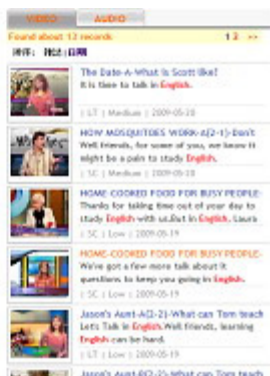 VIDEO AUDIO
Found about 12 records 1 2 >>
排序： 日期
The Date-A-What is Scott like?
It is time to talk in English.
| LT | Medium | 2009-05-20
HOW MOSQUITOES WORK-A(2-1)-Don't
Well friends, for some of you, we know it
might be a pain to study English.
| SC | Medium | 2009-05-20
HOME-COOKED FOOD FOR BUSY PEOPLE-
Thanks for taking time out of your day to
study English with us.But in English, Laura
| SC | Low | 2009-05-19
HOME-COOKED FOOD FOR BUSY PEOPLE-
We've got a few more talk about it
questions to keep you going in English.
| SC | Low | 2009-05-19
Jason's Aunt-A(2-2)-What can Tom teach
Let's Talk in English.Well friends, learning
English can be hard.
| LT | Low | 2009-05-19
Jason's Aunt-B(2-2)-What can Tom teach